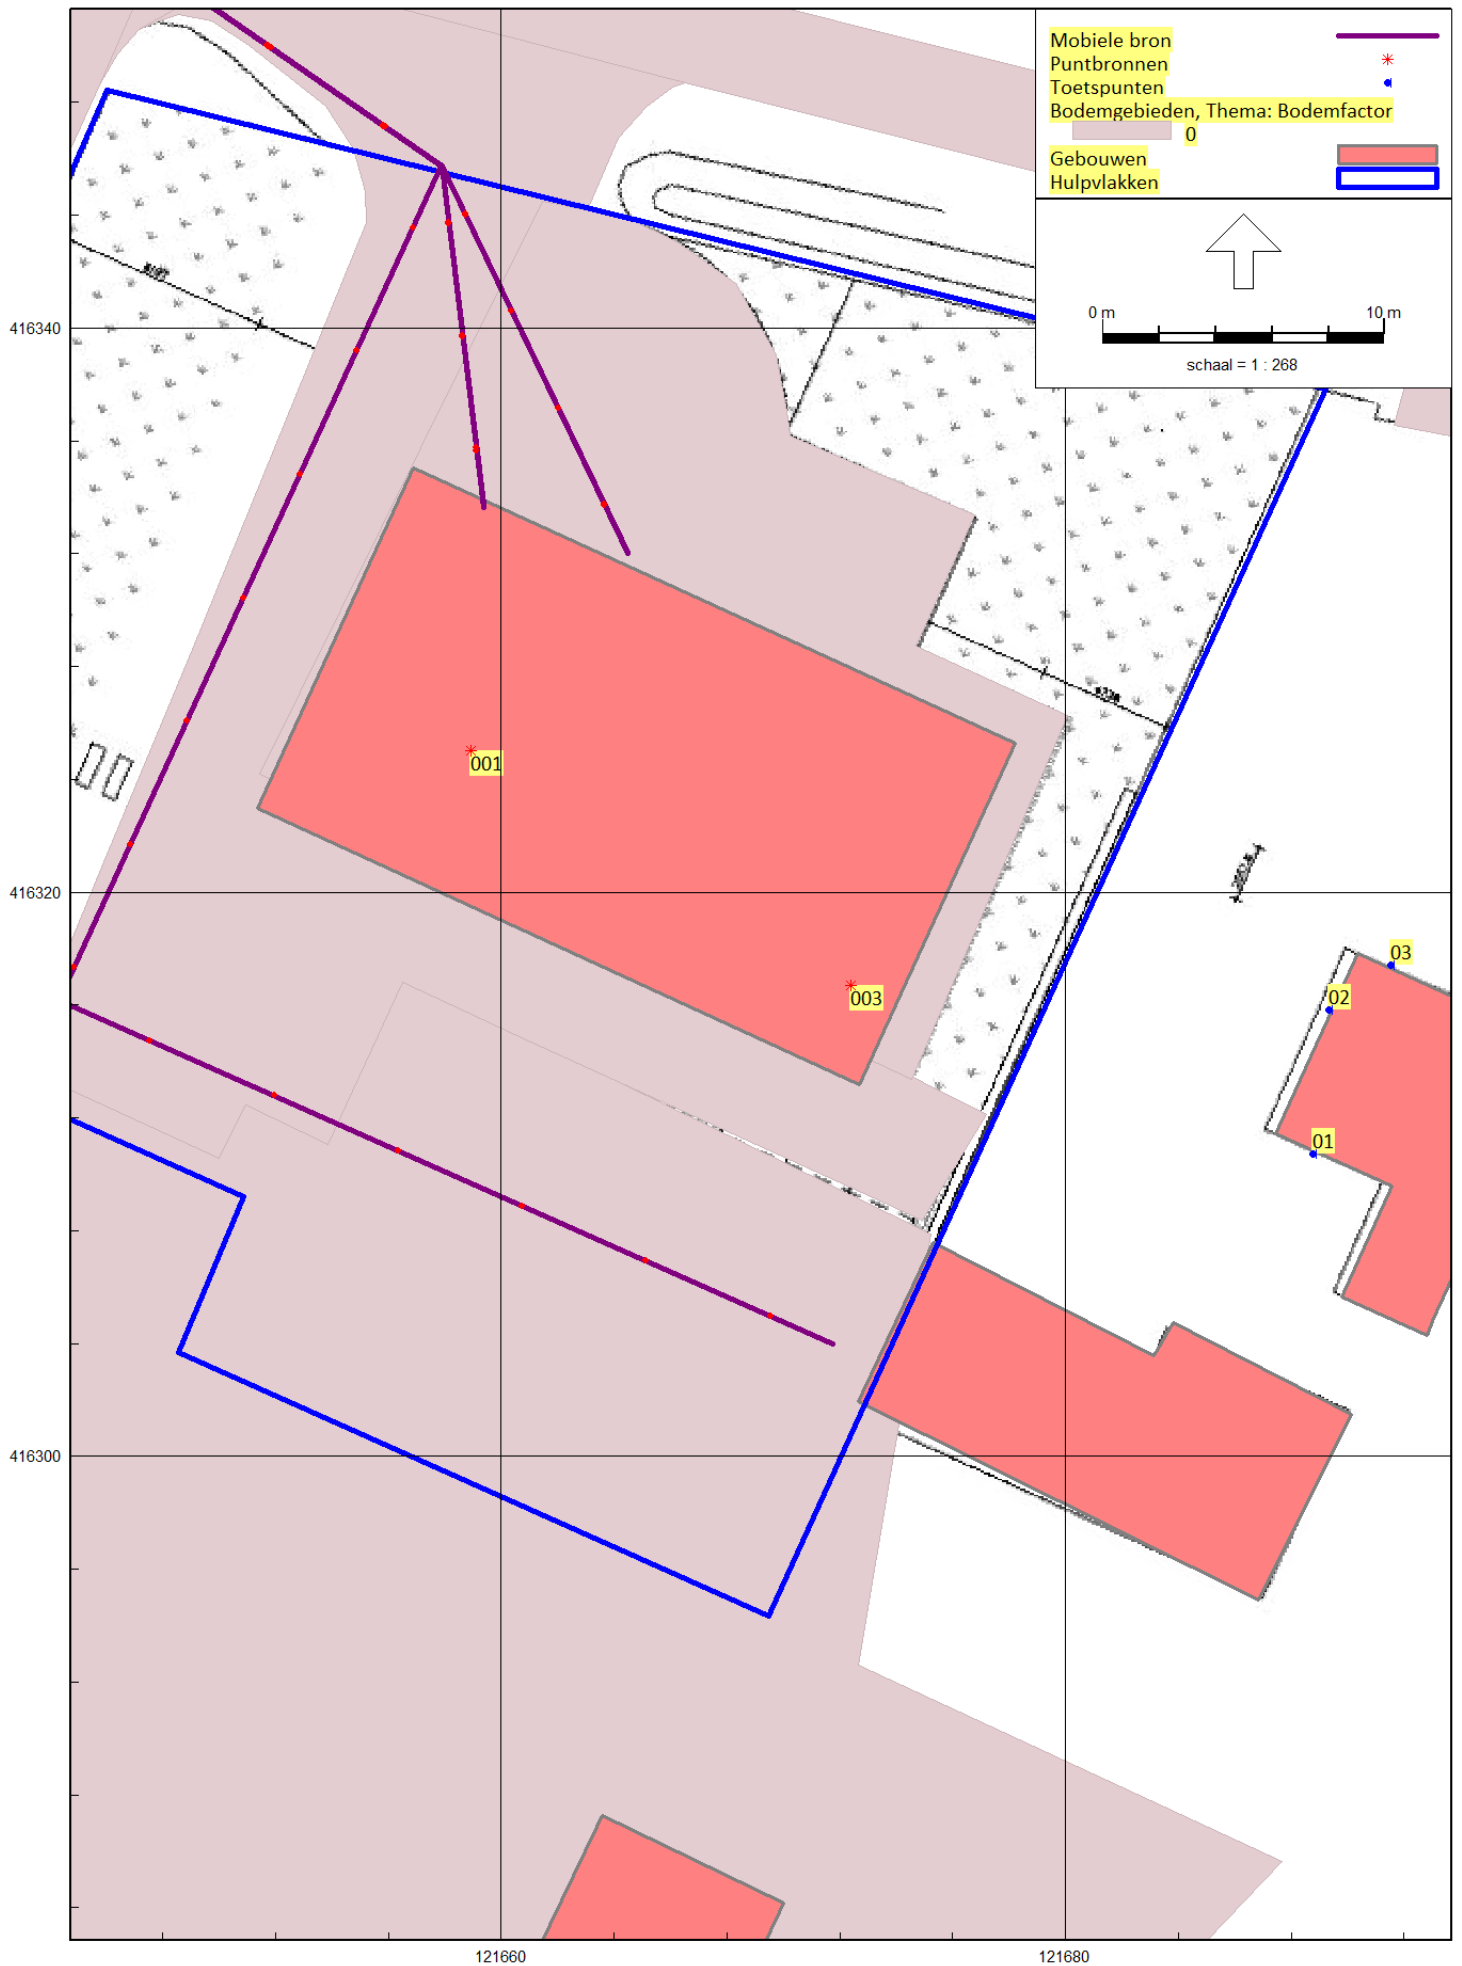 Mobiele bron
Puntbronnen
Toetspunten
Bodemgebieden, Thema: Bodemfactor
0
Gebouwen
Hulpvlakken
0 m 10 m
schaal = 1 : 268
416340
001
416320
003
03
02
01
416300
121660 121680